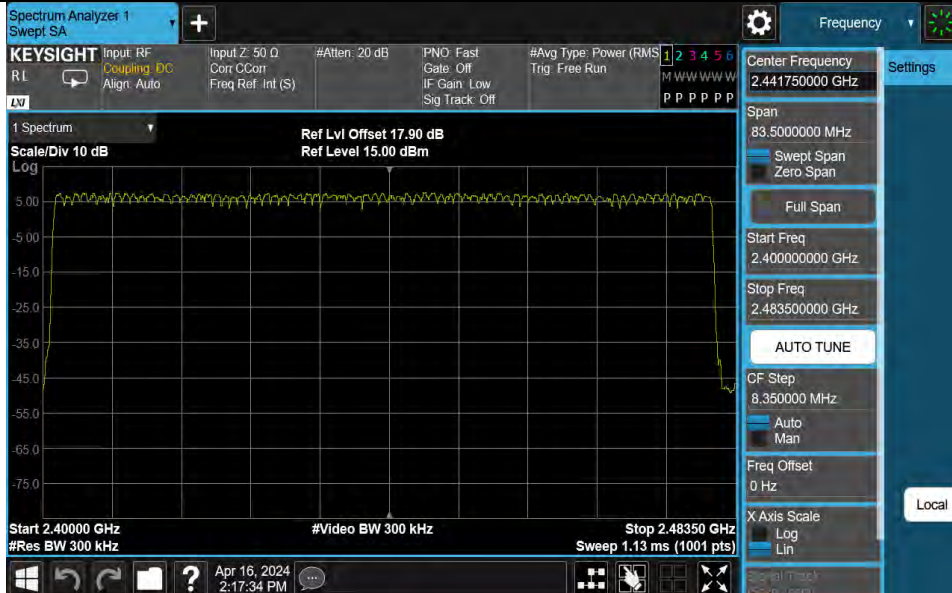 Spectrum Analyzer 1
Swept SA
Frequency
KEYSIGHT
R L
LXI
Input: RF
Coupling: DC
Align: Auto
Input Z: 50 Ω
Corr CCorr
Freq Ref: Int (S)
#Atten: 20 dB
PNO: Fast
Gate: Off
IF Gain: Low
Sig Track: Off
#Avg Type: Power (RMS
Trig: Free Run
1 2 3 4 5 6
M W W W W W
P P P P P P
1 Spectrum
Scale/Div 10 dB
Ref Lvl Offset 17.90 dB
Ref Level 15.00 dBm
Log
5.00
-5.00
-15.0
-25.0
-35.0
-45.0
-55.0
-65.0
-75.0
Start 2.40000 GHz
#Res BW 300 kHz
#Video BW 300 kHz
Stop 2.48350 GHz
Sweep 1.13 ms (1001 pts)
Apr 16, 2024
2:17:34 PM
Center Frequency
2.441750000 GHz
Settings
Span
83.5000000 MHz
Swept Span
Zero Span
Full Span
Start Freq
2.400000000 GHz
Stop Freq
2.483500000 GHz
AUTO TUNE
CF Step
8.350000 MHz
Auto
Man
Freq Offset
0 Hz
Local
X Axis Scale
Log
Lin
Signal Track